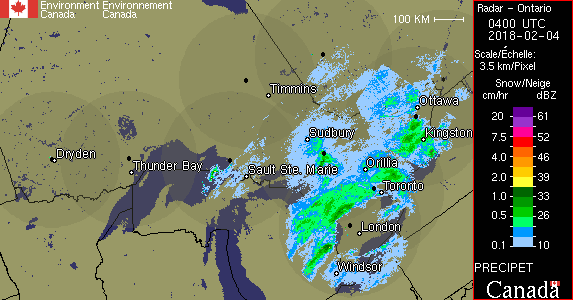 Environment Environnement
Canada Canada
100 KM
Timmins
Ottawa
Sudbury
Kingston
Dryden
Thunder Bay
Sault Ste. Marie
Orillia
Toronto
London
Windsor
Radar - Ontario
0400 UTC
2018-02-04
Scale/Échelle:
3.5 km/Pixel
Snow/Neige
cm/hr dBZ
20 61
7.5 52
4.0 46
2.0 39
1.0 33
0.5 26
0.1 10
PRECIPET
Canada